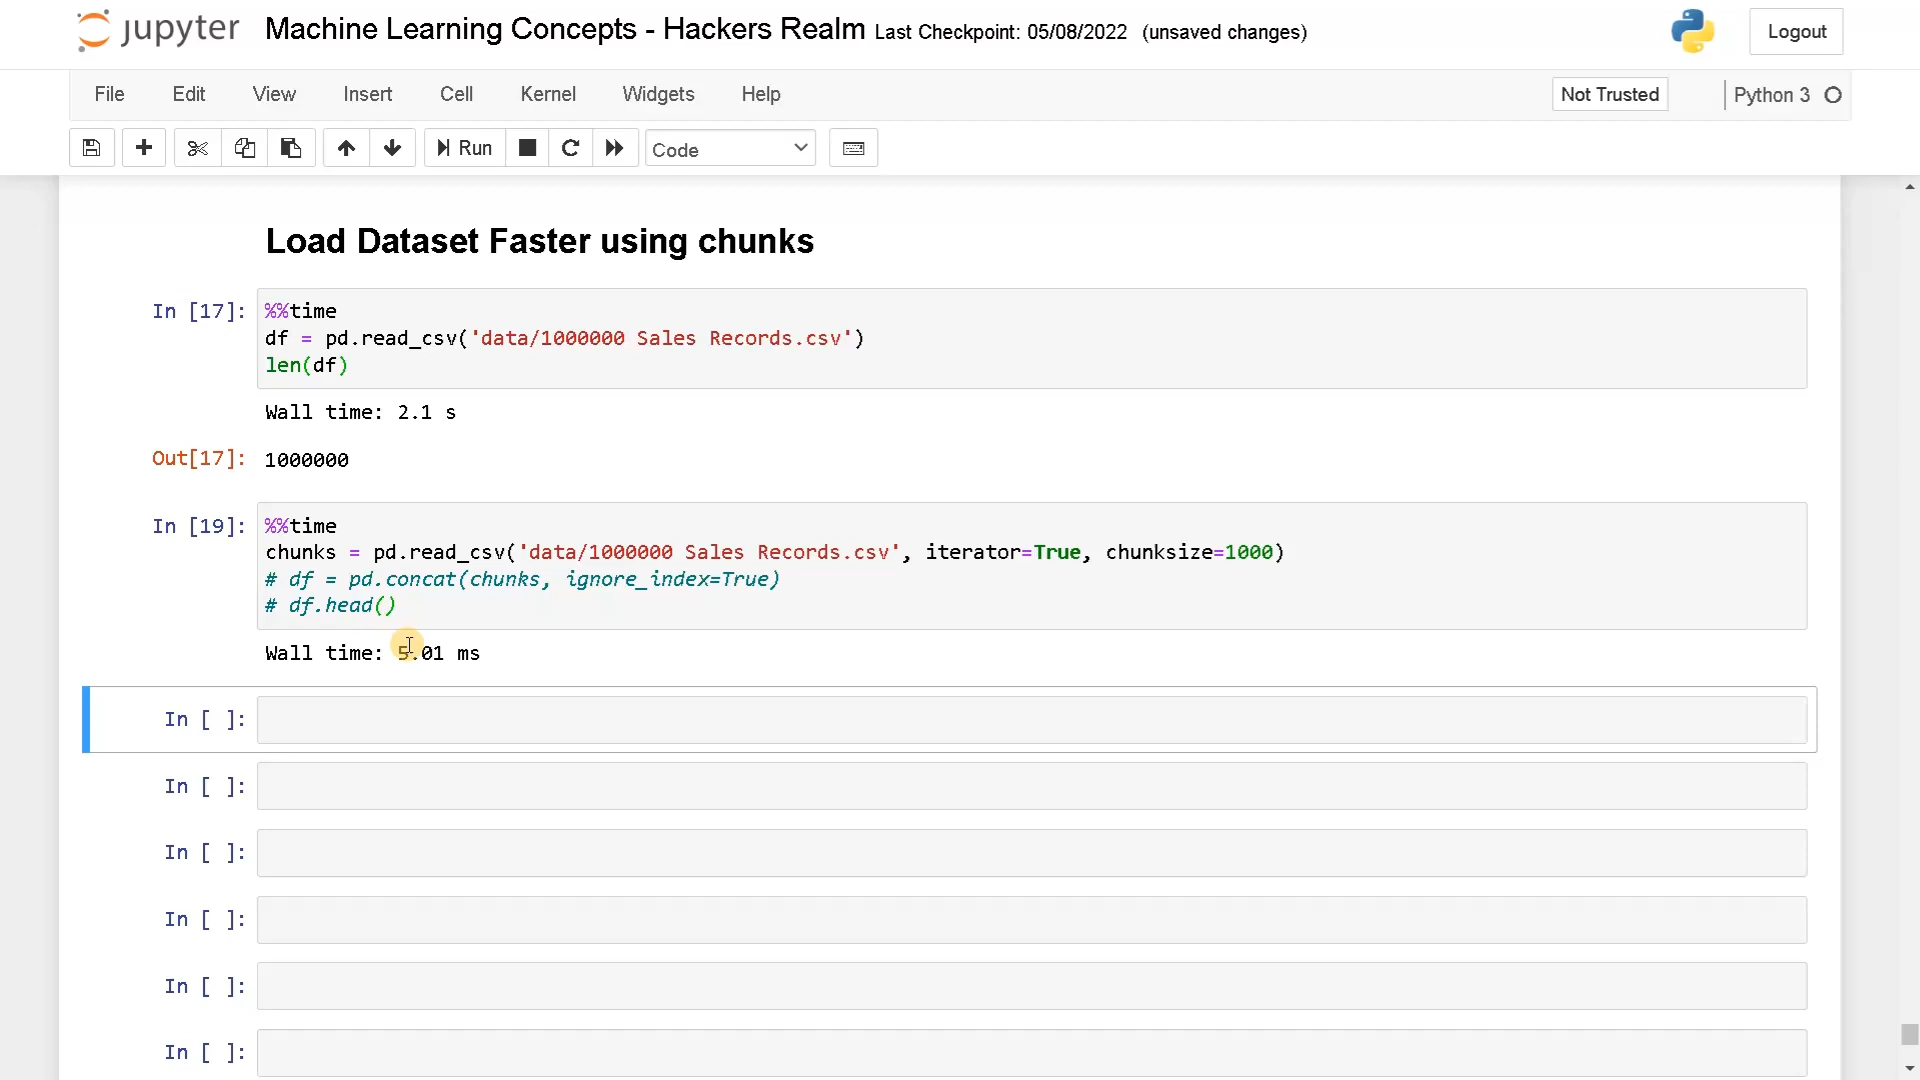 jupyter Machine Learning Concepts - Hackers Realm Last Checkpoint: 05/08/2022 (unsaved changes) Logout
File Edit View Insert Cell Kernel Widgets Help Not Trusted Python 3
Run Code
Load Dataset Faster using chunks
In [17]: %%time
df = pd.read_csv('data/1000000 Sales Records.csv')
len(df)
Wall time: 2.1 s
Out[17]: 1000000
In [19]: %%time
chunks = pd.read_csv('data/1000000 Sales Records.csv', iterator=True, chunksize=1000)
# df = pd.concat(chunks, ignore_index=True)
# df.head()
Wall time: 5.01 ms
In [ ]:
In [ ]:
In [ ]:
In [ ]:
In [ ]:
In [ ]: